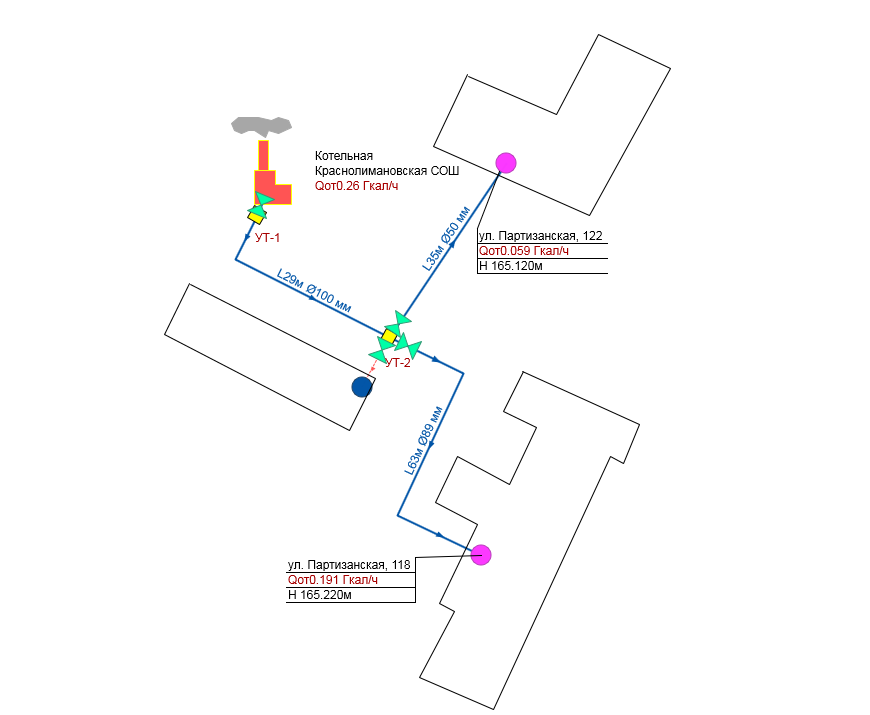 Котельная
Краснолимановская СОШ
Qот0.26 Гкал/ч
УТ-1
L29м Ø100 мм
L35м Ø50 мм
ул. Партизанская, 122
Qот0.059 Гкал/ч
H 165.120м
УТ-2
L63м Ø89 мм
ул. Партизанская, 118
Qот0.191 Гкал/ч
H 165.220м